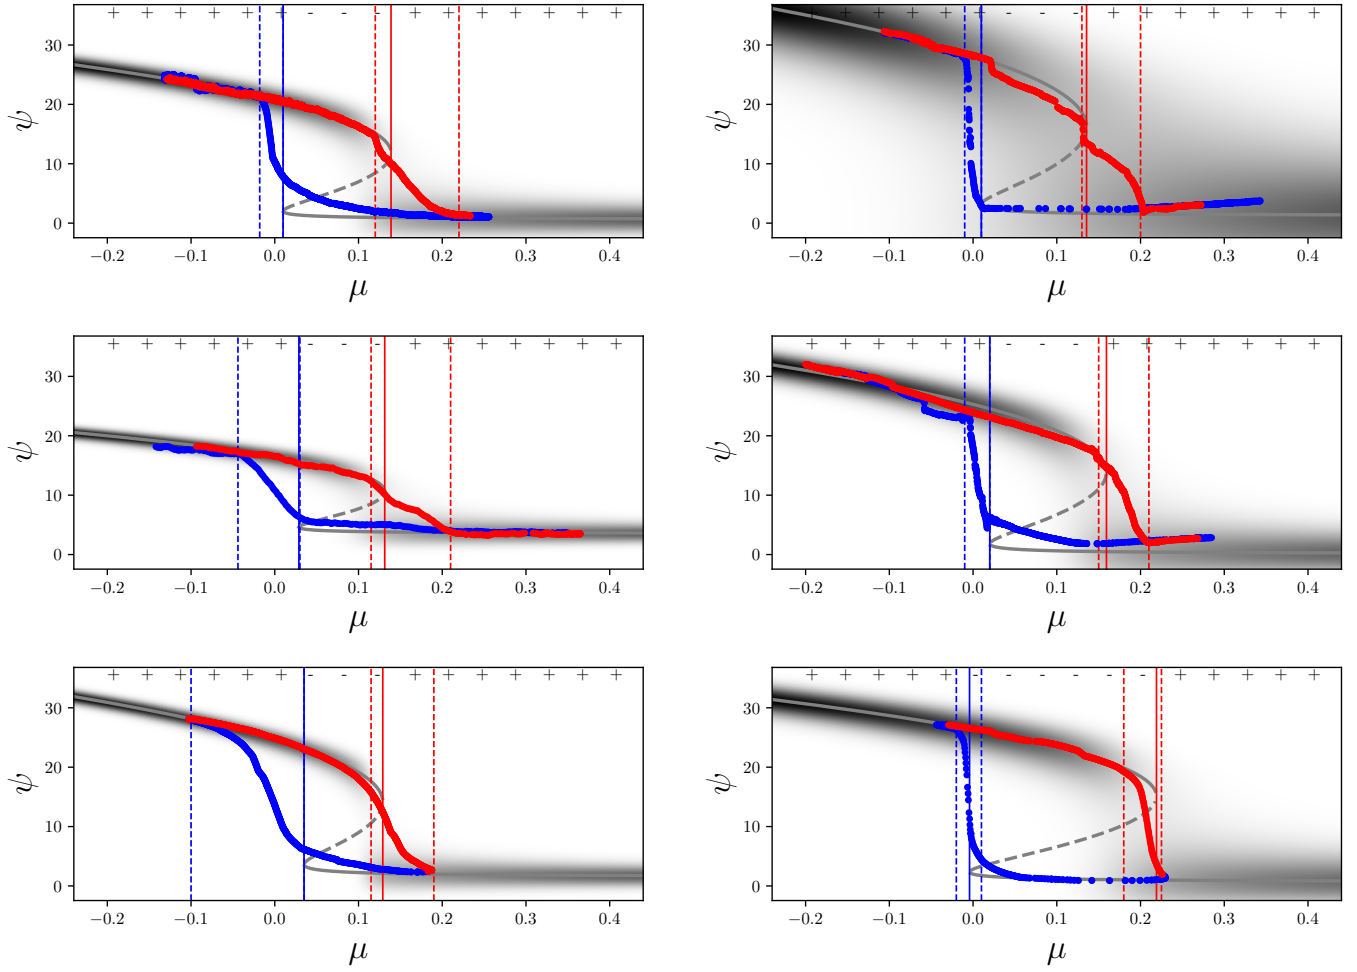 + + + + + + - - - + + + + + + +
+ + + + + + + - - - + + + + + +
ψ 30 20 10 0
ψ 30 20 10 0
−0.2 −0.1 0.0 0.1 0.2 0.3 0.4
−0.2 −0.1 0.0 0.1 0.2 0.3 0.4
μ
μ
+ + + + + + - - - + + + + + + +
+ + + + + + + - - - + + + + + +
ψ 30 20 10 0
ψ 30 20 10 0
−0.2 −0.1 0.0 0.1 0.2 0.3 0.4
−0.2 −0.1 0.0 0.1 0.2 0.3 0.4
μ
μ
+ + + + + + + - - - + + + + + +
+ + + + + + - - - - - + + + + +
ψ 30 20 10 0
ψ 30 20 10 0
−0.2 −0.1 0.0 0.1 0.2 0.3 0.4
−0.2 −0.1 0.0 0.1 0.2 0.3 0.4
μ
μ